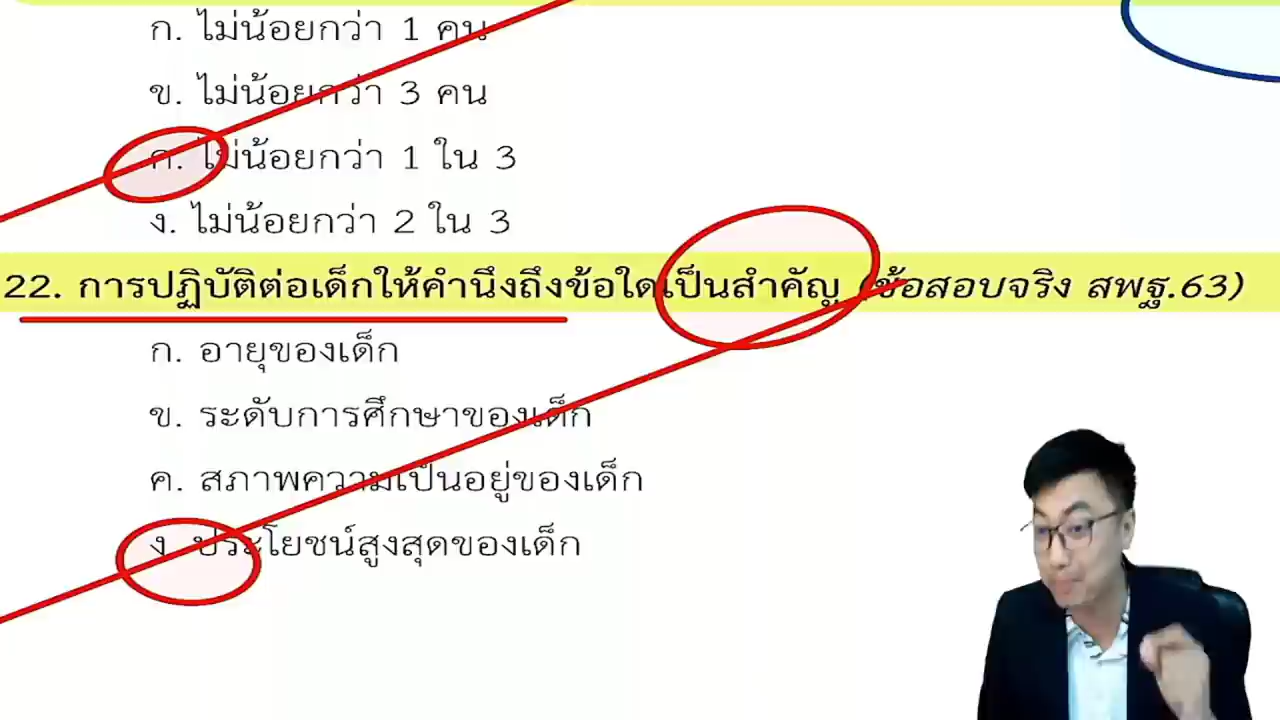 ก. ไม่น้อยกว่า 1 คน
ข. ไม่น้อยกว่า 3 คน
ค. ไม่น้อยกว่า 1 ใน 3
ง. ไม่น้อยกว่า 2 ใน 3
22. การปฏิบัติต่อเด็กให้คำนึงถึงข้อใดเป็นสำคัญ (ข้อสอบจริง สพฐ.63)
ก. อายุของเด็ก
ข. ระดับการศึกษาของเด็ก
ค. สภาพความเป็นอยู่ของเด็ก
ง. ประโยชน์สูงสุดของเด็ก